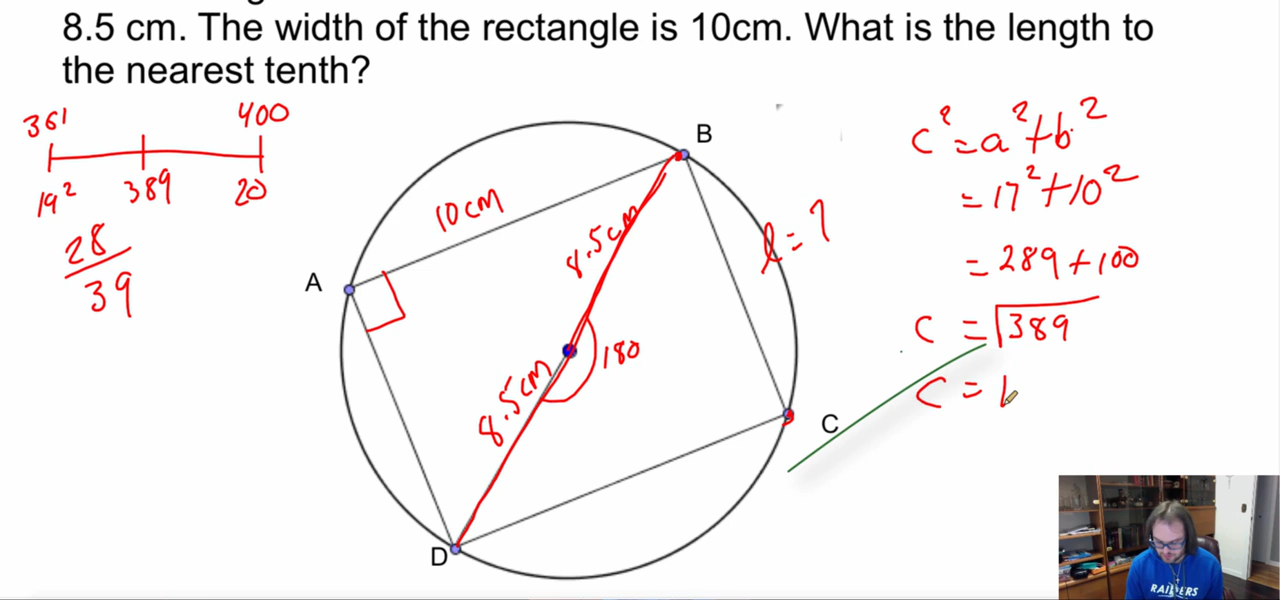 8.5 cm. The width of the rectangle is 10cm. What is the length to
the nearest tenth?
361 400
19² 389 20
28
39
A
B
C
D
10cm
8.5cm
8.5cm
180
l = ?
c² = a² + b²
= 17² + 10²
= 289 + 100
c = √389
c = 1
RAIDERS